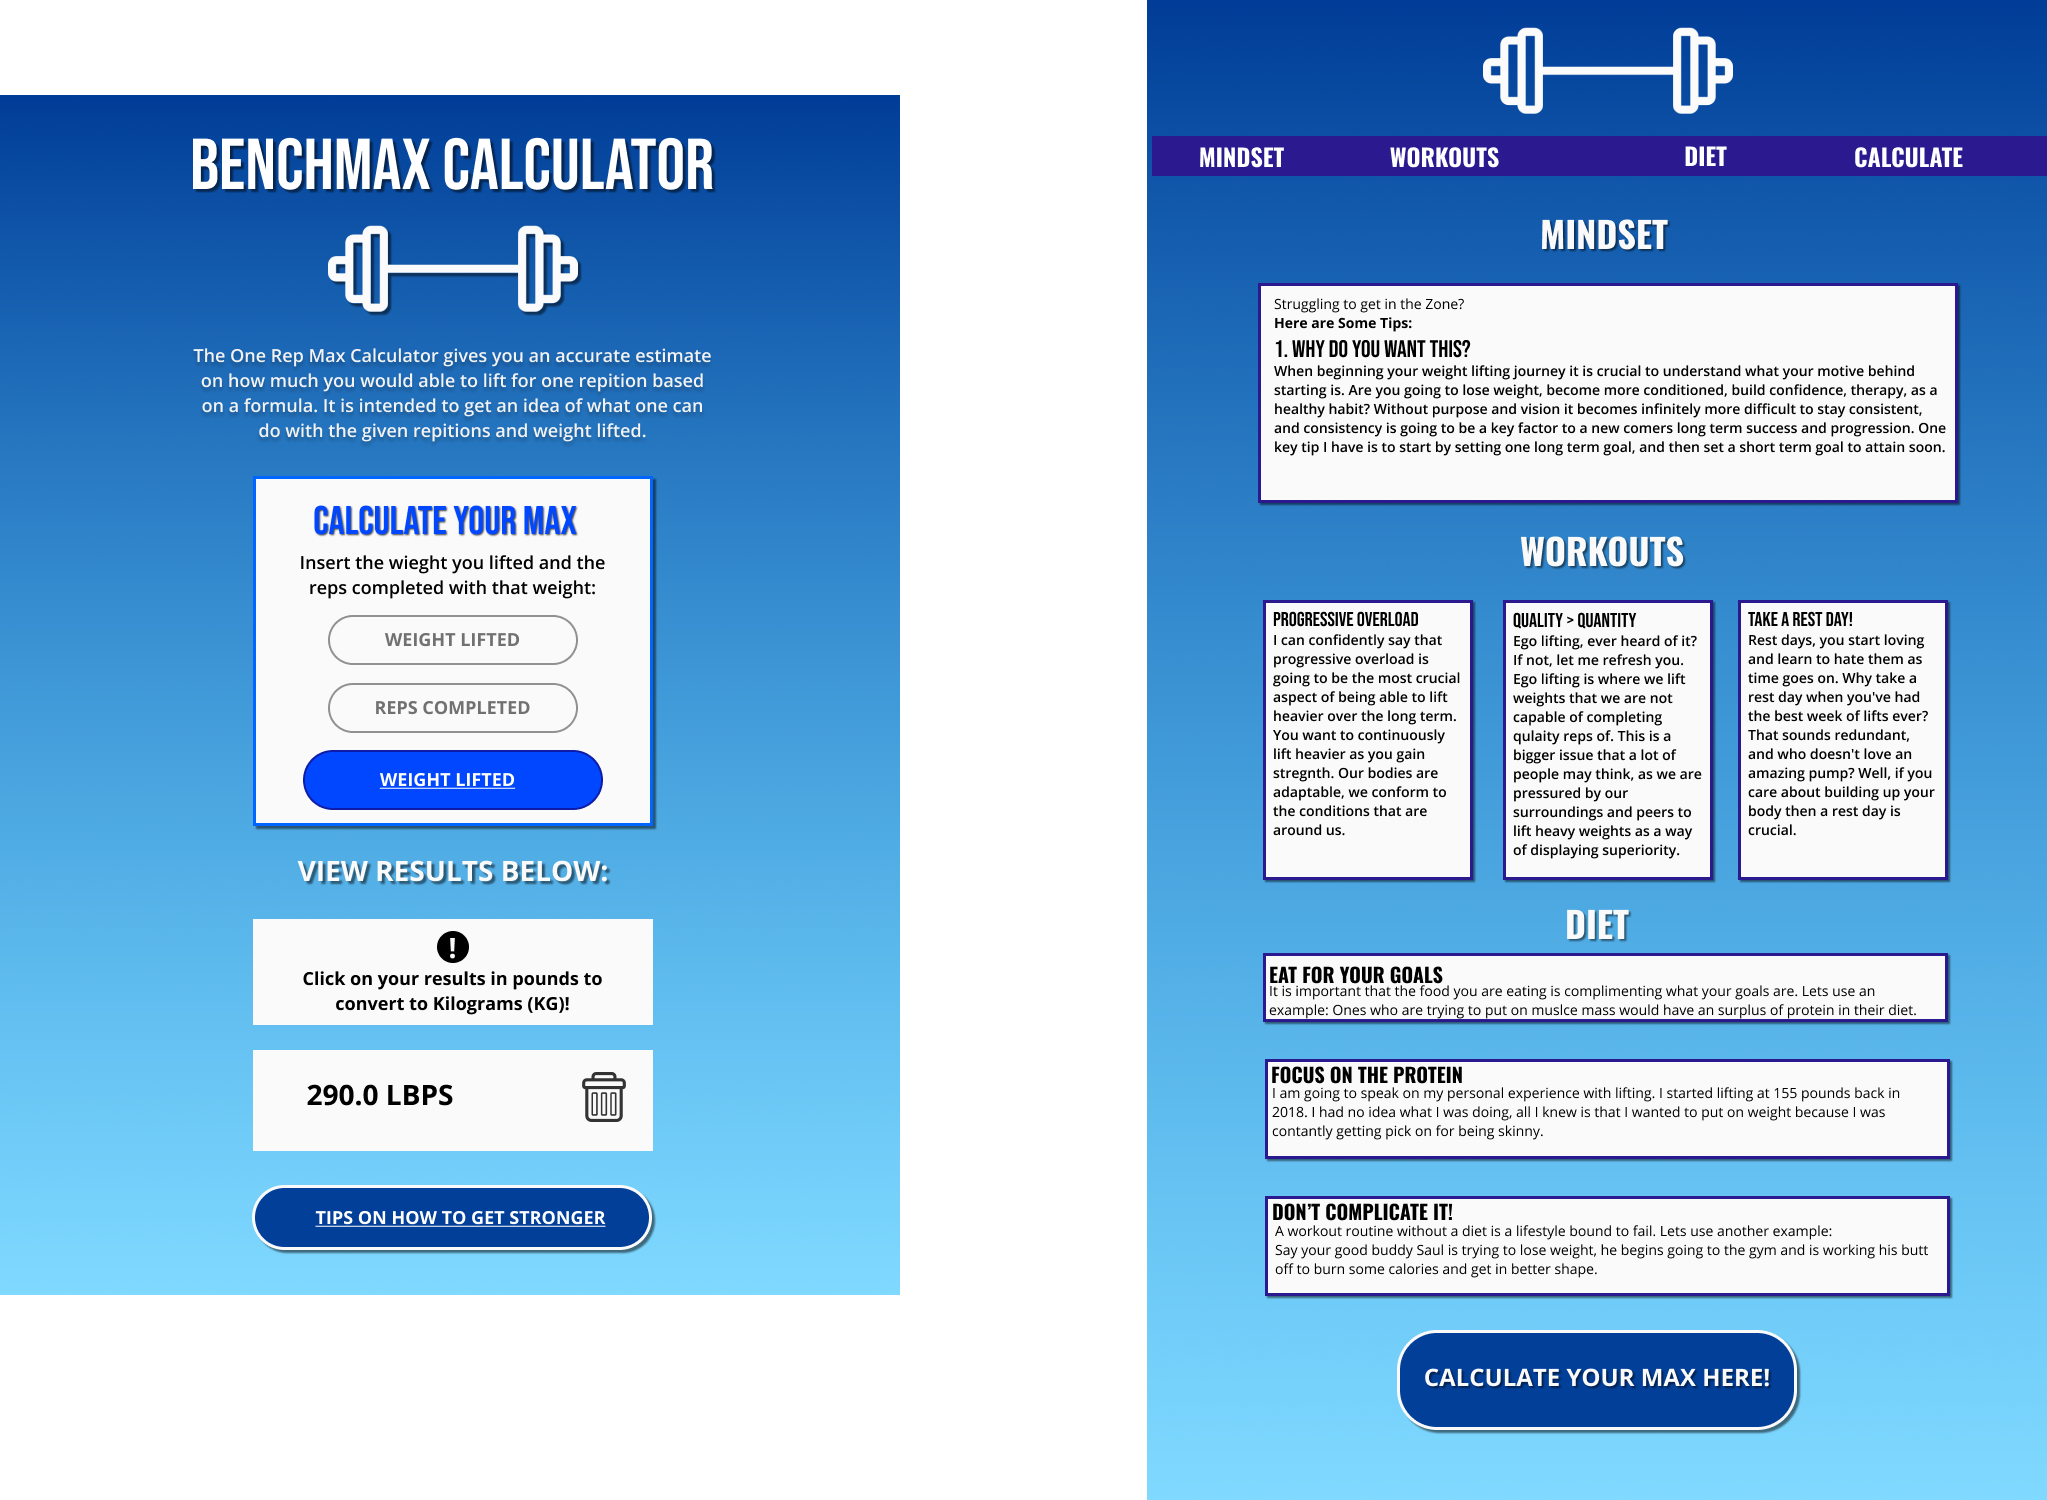 BENCHMAX CALCULATOR
The One Rep Max Calculator gives you an accurate estimate
on how much you would able to lift for one repition based
on a formula. It is intended to get an idea of what one can
do with the given repitions and weight lifted.
CALCULATE YOUR MAX
Insert the wieght you lifted and the
reps completed with that weight:
WEIGHT LIFTED
REPS COMPLETED
WEIGHT LIFTED
VIEW RESULTS BELOW:
Click on your results in pounds to
convert to Kilograms (KG)!
290.0 LBPS
TIPS ON HOW TO GET STRONGER
MINDSET WORKOUTS DIET CALCULATE
MINDSET
Struggling to get in the Zone?
Here are Some Tips:
1. WHY DO YOU WANT THIS?
When beginning your weight lifting journey it is crucial to understand what your motive behind
starting is. Are you going to lose weight, become more conditioned, build confidence, therapy, as a
healthy habit? Without purpose and vision it becomes infinitely more difficult to stay consistent,
and consistency is going to be a key factor to a new comers long term success and progression. One
key tip I have is to start by setting one long term goal, and then set a short term goal to attain soon.
WORKOUTS
PROGRESSIVE OVERLOAD
I can confidently say that
progressive overload is
going to be the most crucial
aspect of being able to lift
heavier over the long term.
You want to continuously
lift heavier as you gain
stregnth. Our bodies are
adaptable, we conform to
the conditions that are
around us.
QUALITY > QUANTITY
Ego lifting, ever heard of it?
If not, let me refresh you.
Ego lifting is where we lift
weights that we are not
capable of completing
qulaity reps of. This is a
bigger issue that a lot of
people may think, as we are
pressured by our
surroundings and peers to
lift heavy weights as a way
of displaying superiority.
TAKE A REST DAY!
Rest days, you start loving
and learn to hate them as
time goes on. Why take a
rest day when you've had
the best week of lifts ever?
That sounds redundant,
and who doesn't love an
amazing pump? Well, if you
care about building up your
body then a rest day is
crucial.
DIET
EAT FOR YOUR GOALS
It is important that the food you are eating is complimenting what your goals are. Lets use an
example: Ones who are trying to put on muslce mass would have an surplus of protein in their diet.
FOCUS ON THE PROTEIN
I am going to speak on my personal experience with lifting. I started lifting at 155 pounds back in
2018. I had no idea what I was doing, all I knew is that I wanted to put on weight because I was
contantly getting pick on for being skinny.
DON'T COMPLICATE IT!
A workout routine without a diet is a lifestyle bound to fail. Lets use another example:
Say your good buddy Saul is trying to lose weight, he begins going to the gym and is working his butt
off to burn some calories and get in better shape.
CALCULATE YOUR MAX HERE!